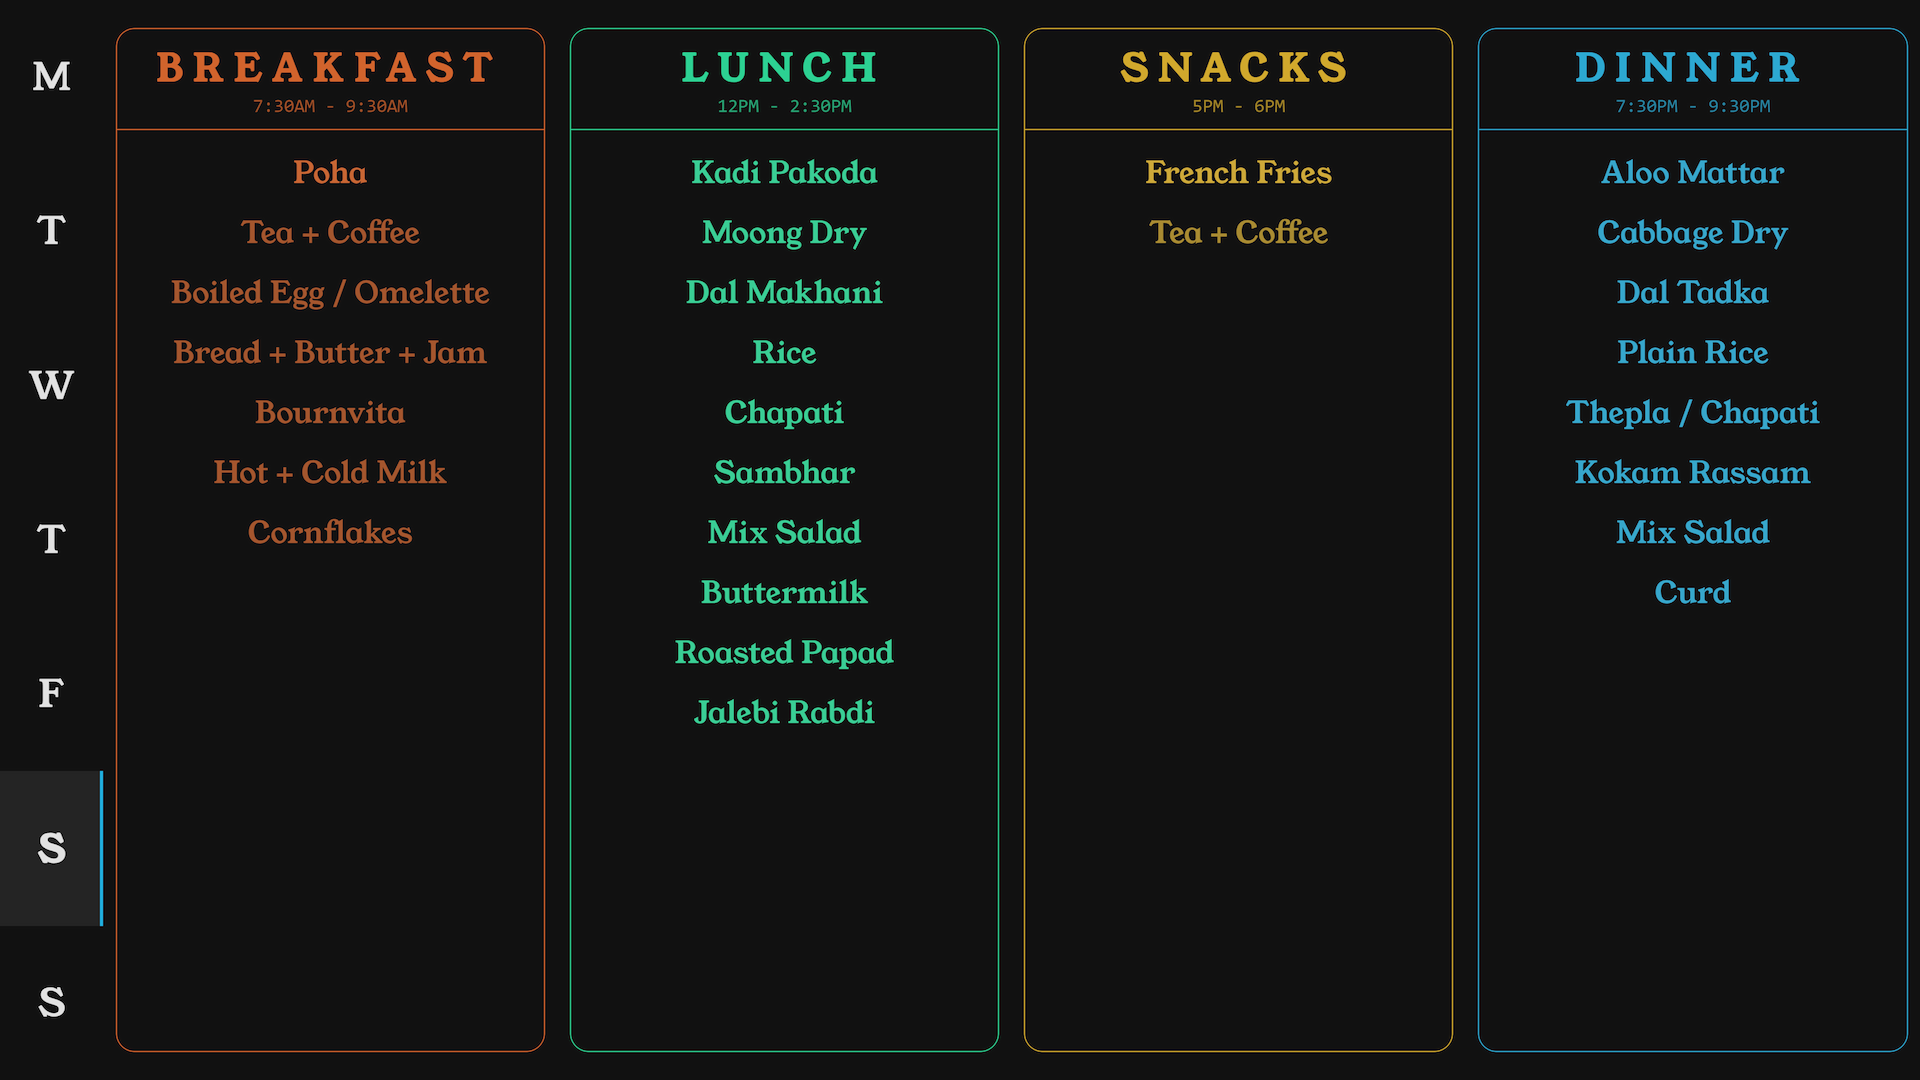 M
T
W
T
F
S
S
BREAKFAST
7:30AM - 9:30AM
Poha
Tea + Coffee
Boiled Egg / Omelette
Bread + Butter + Jam
Bournvita
Hot + Cold Milk
Cornflakes
LUNCH
12PM - 2:30PM
Kadi Pakoda
Moong Dry
Dal Makhani
Rice
Chapati
Sambhar
Mix Salad
Buttermilk
Roasted Papad
Jalebi Rabdi
SNACKS
5PM - 6PM
French Fries
Tea + Coffee
DINNER
7:30PM - 9:30PM
Aloo Mattar
Cabbage Dry
Dal Tadka
Plain Rice
Thepla / Chapati
Kokam Rassam
Mix Salad
Curd